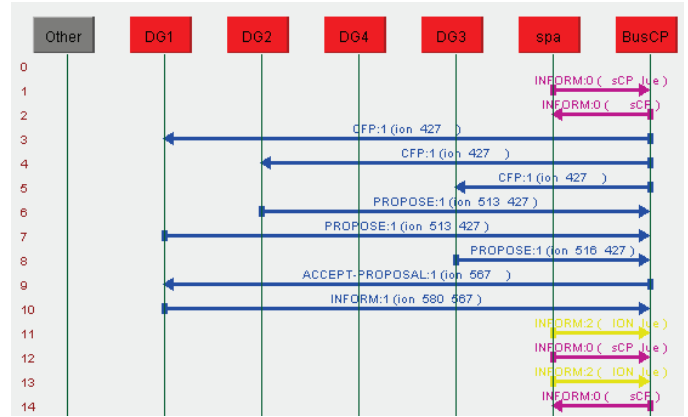 Other DG1 DG2 DG4 DG3 spa BusCP
0
INFORM:0 ( sCP lue )
1
INFORM:0 ( sCP )
2
CFP:1 (ion 427 )
3
CFP:1 (ion 427 )
4
CFP:1 (ion 427 )
5
PROPOSE:1 (ion 513 427 )
6
PROPOSE:1 (ion 513 427 )
7
PROPOSE:1 (ion 516 427 )
8
ACCEPT-PROPOSAL:1 (ion 567 )
9
INFORM:1 (ion 580 567 )
10
INFORM:2 ( ION lue )
11
INFORM:0 ( sCP lue )
12
INFORM:2 ( ION lue )
13
INFORM:0 ( sCP )
14